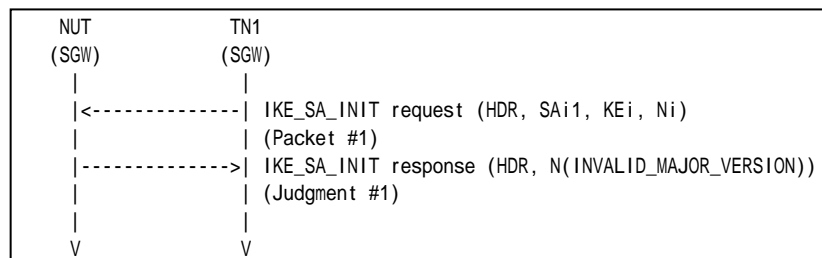 NUT TN1
(SGW) (SGW)
| |
|<--------------| IKE_SA_INIT request (HDR, SAi1, KEi, Ni)
| | (Packet #1)
|-------------->| IKE_SA_INIT response (HDR, N(INVALID_MAJOR_VERSION))
| | (Judgment #1)
| |
V V